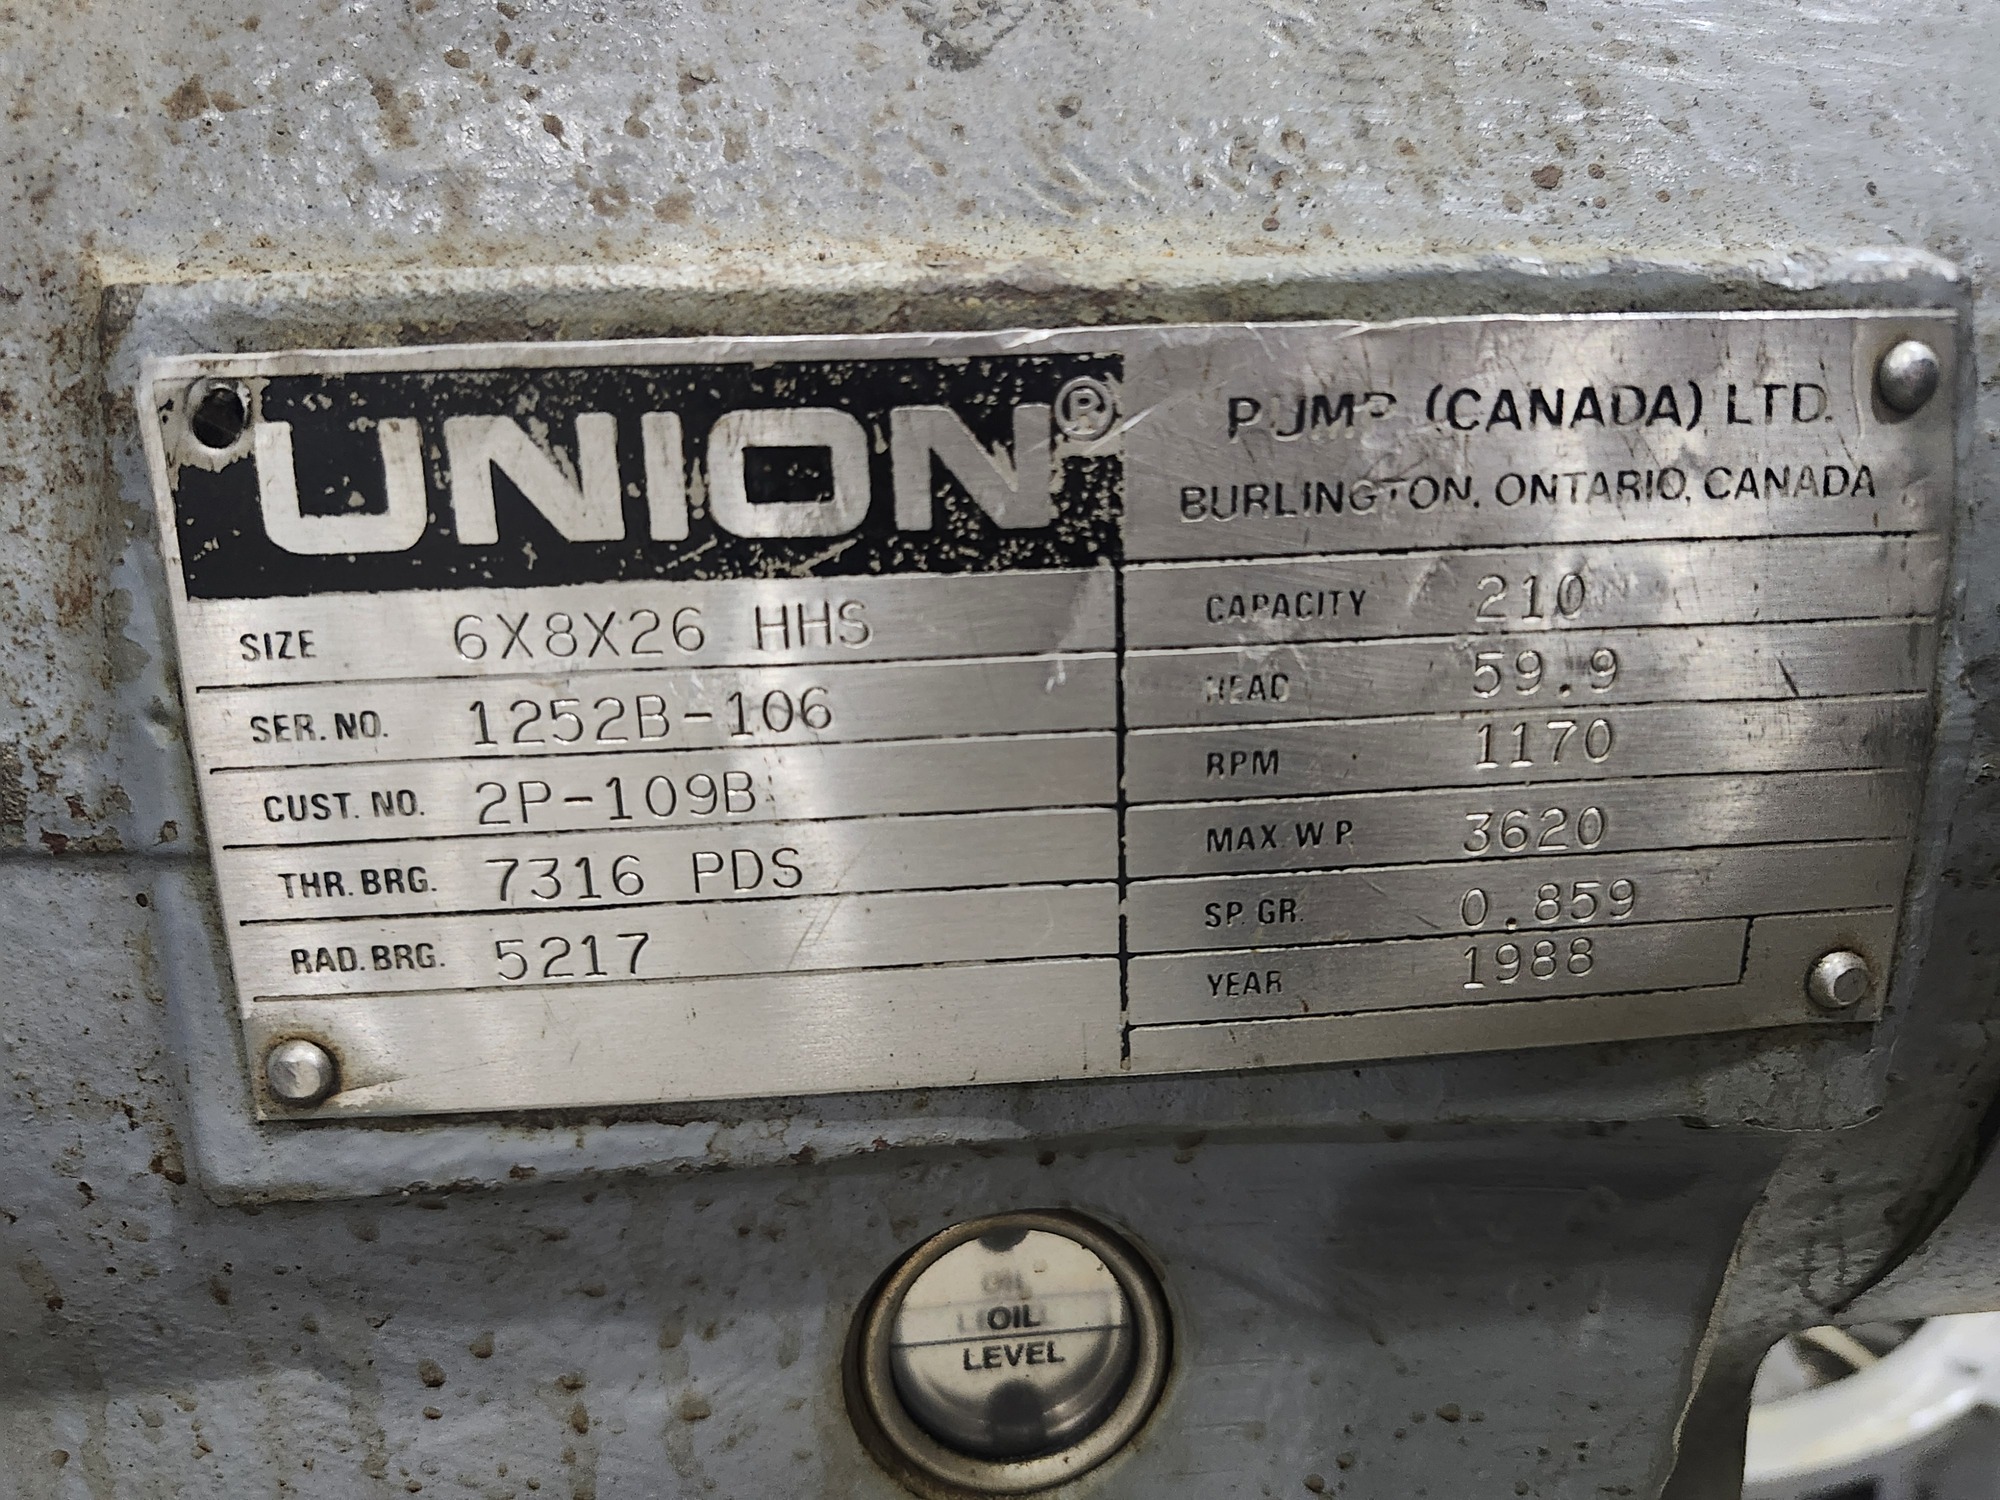 UNION®
PUMP (CANADA) LTD.
BURLINGTON, ONTARIO, CANADA
SIZE 6X8X26 HHS
SER. NO. 1252B-106
CUST. NO. 2P-109B
THR. BRG. 7316 PDS
RAD. BRG. 5217
CAPACITY 210
HEAD 59.9
RPM 1170
MAX W P 3620
SP. GR. 0.859
YEAR 1988
OIL
LEVEL